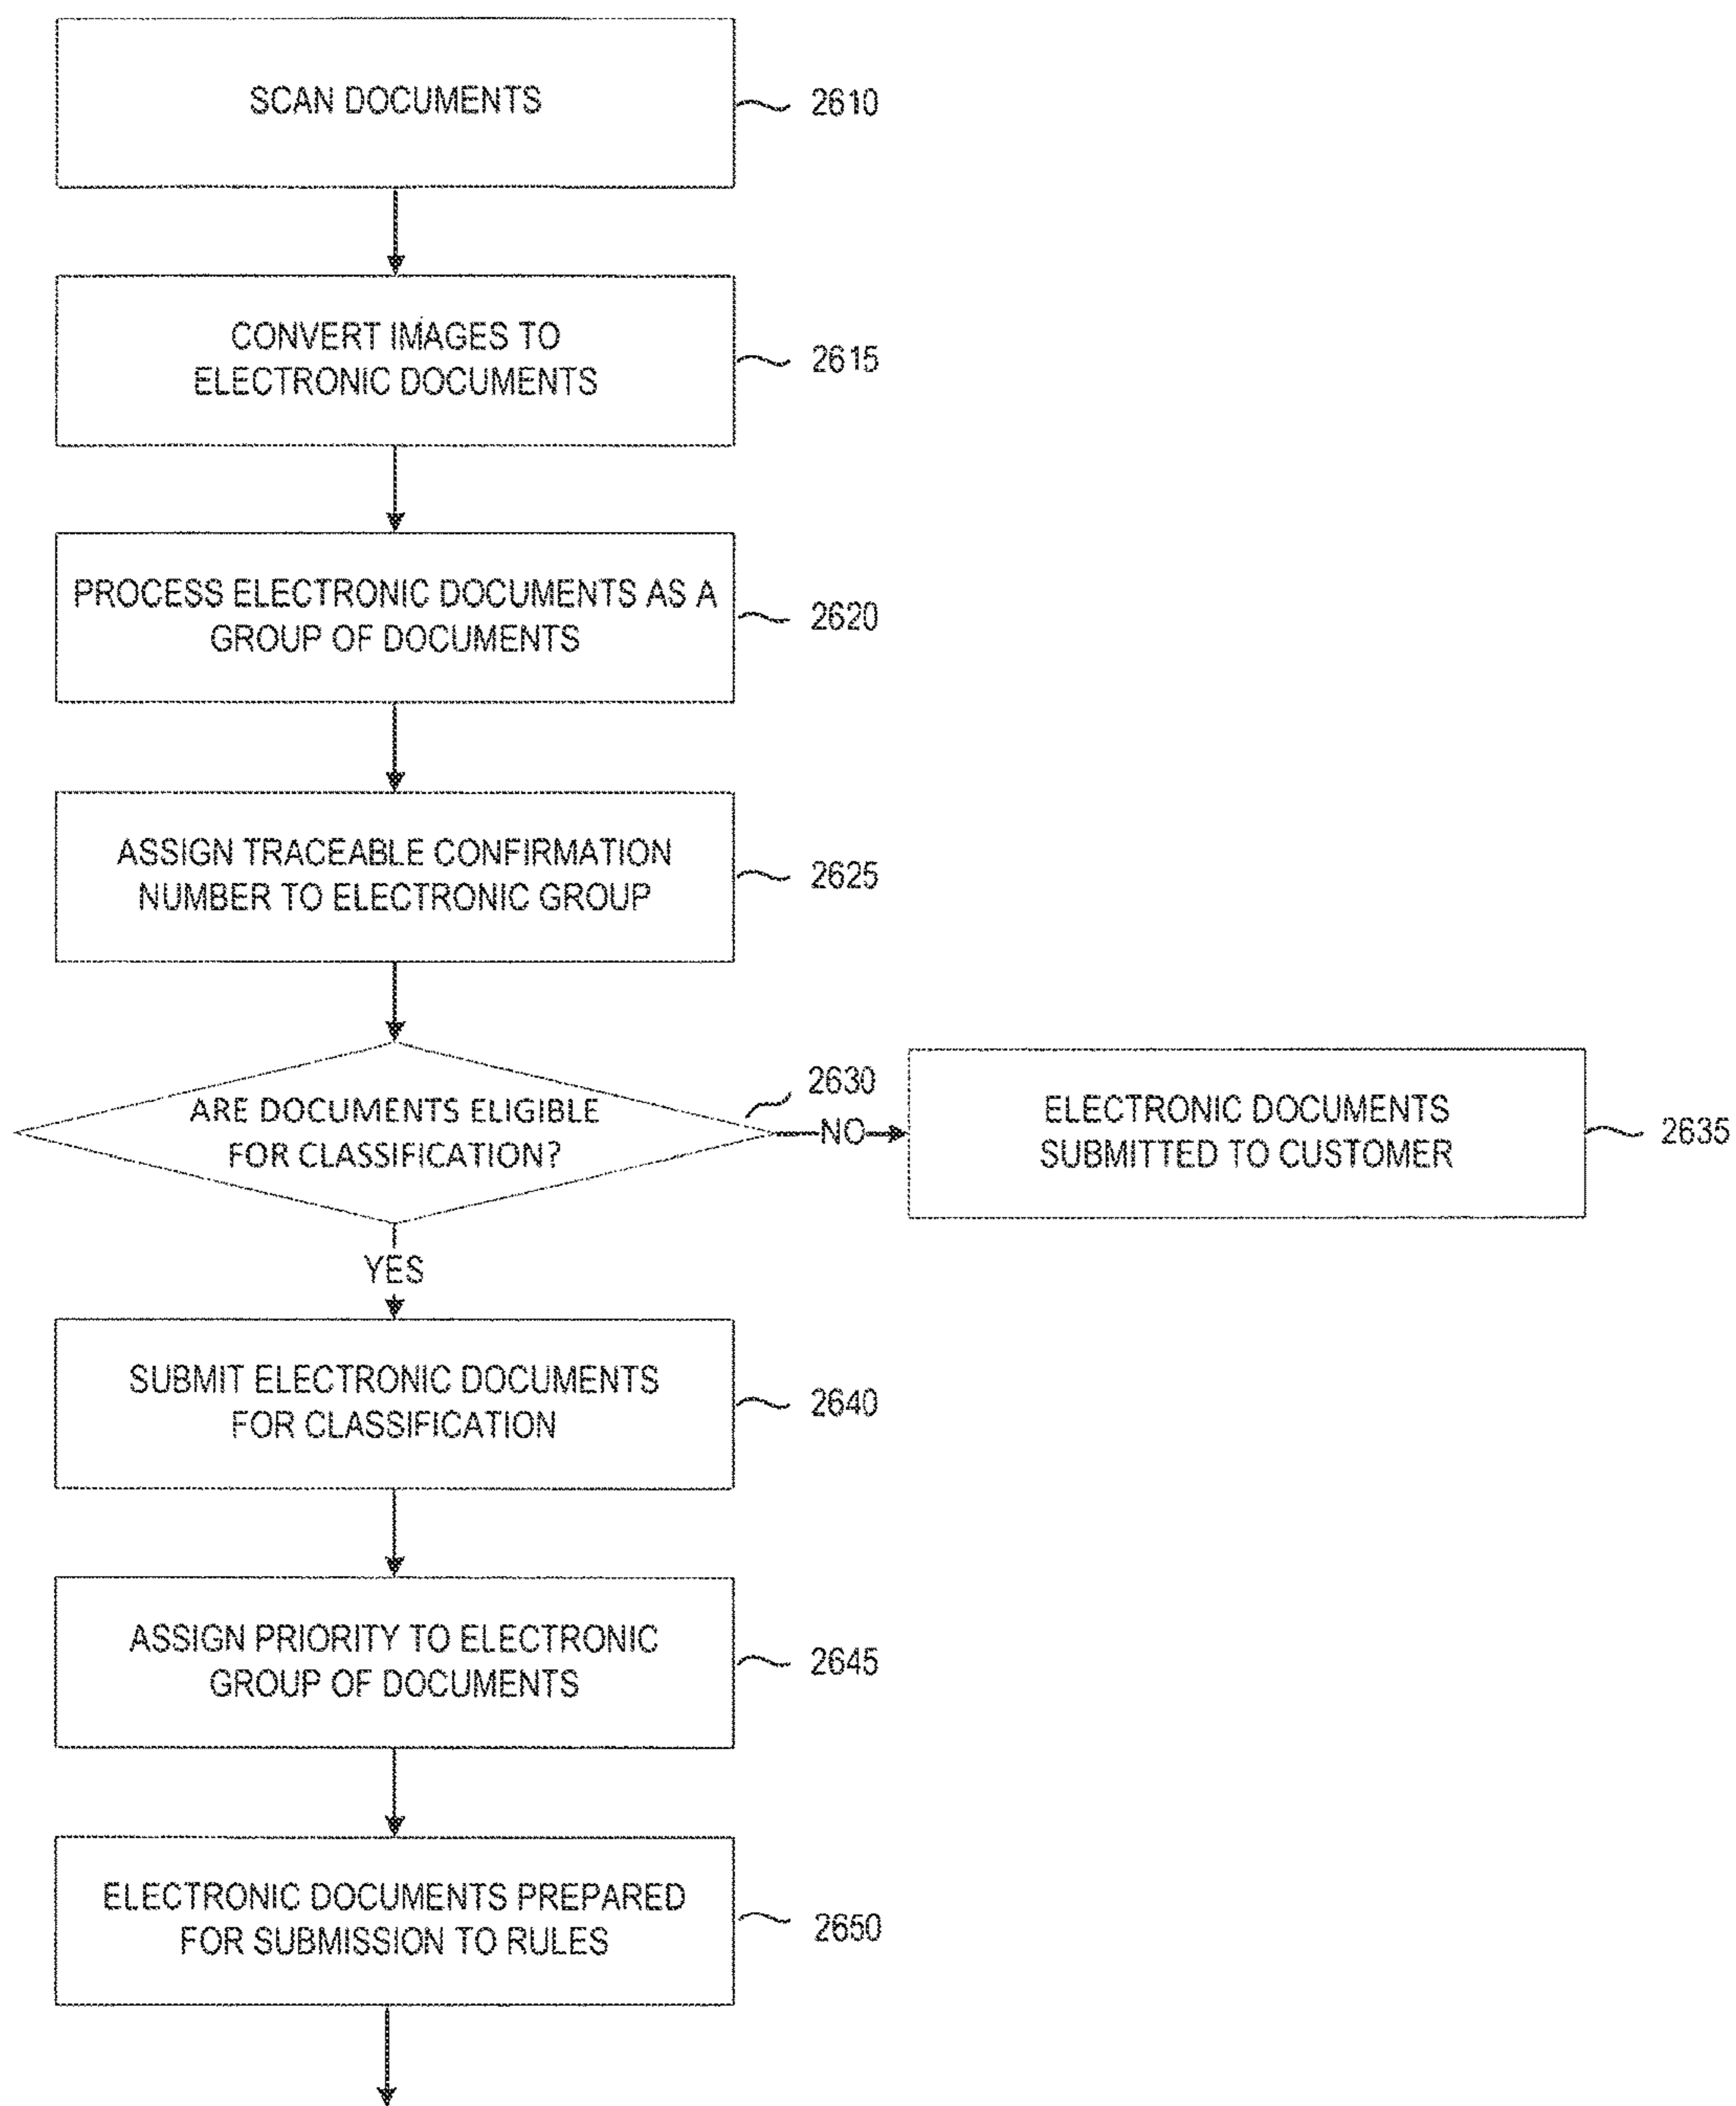 SCAN DOCUMENTS
2610
CONVERT IMAGES TO
ELECTRONIC DOCUMENTS
2615
PROCESS ELECTRONIC DOCUMENTS AS A
GROUP OF DOCUMENTS
2620
ASSIGN TRACEABLE CONFIRMATION
NUMBER TO ELECTRONIC GROUP
2625
ARE DOCUMENTS ELIGIBLE
FOR CLASSIFICATION?
2630
NO
ELECTRONIC DOCUMENTS
SUBMITTED TO CUSTOMER
2635
YES
SUBMIT ELECTRONIC DOCUMENTS
FOR CLASSIFICATION
2640
ASSIGN PRIORITY TO ELECTRONIC
GROUP OF DOCUMENTS
2645
ELECTRONIC DOCUMENTS PREPARED
FOR SUBMISSION TO RULES
2650